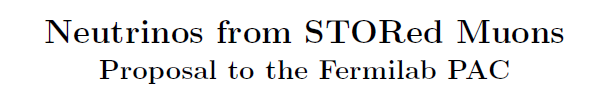 Neutrinos from STORed Muons
Proposal to the Fermilab PAC